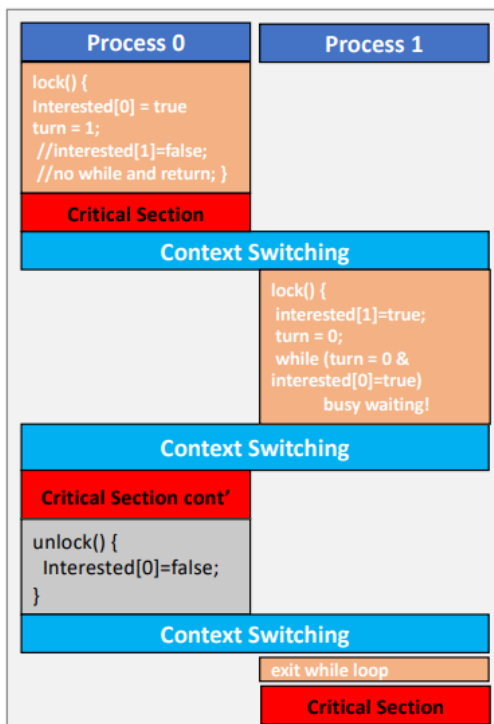 Process 0
Process 1
lock() {
Interested[0] = true
turn = 1;
//interested[1]=false;
//no while and return; }
Critical Section
Context Switching
lock() {
interested[1]=true;
turn = 0;
while (turn = 0 &
interested[0]=true)
busy waiting!
Context Switching
Critical Section cont’
unlock() {
Interested[0]=false;
}
Context Switching
exit while loop
Critical Section